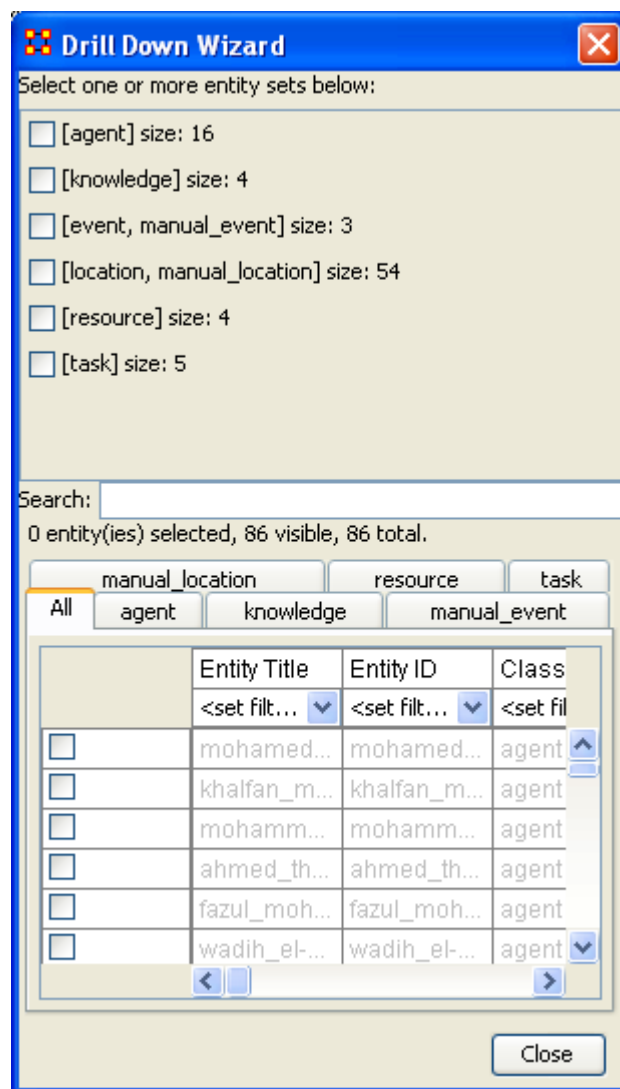 Drill Down Wizard
Select one or more entity sets below:
[agent] size: 16
[knowledge] size: 4
[event, manual_event] size: 3
[location, manual_location] size: 54
[resource] size: 4
[task] size: 5
Search:
0 entity(ies) selected, 86 visible, 86 total.
manual_location resource task
All agent knowledge manual_event
Entity Title Entity ID Class
<set filt... <set filt... <set fil
mohamed... mohamed... agent
khalfan_m... khalfan_m... agent
mohamm... mohamm... agent
ahmed_th... ahmed_th... agent
fazul_moh... fazul_moh... agent
wadih_el-... wadih_el-... agent
Close